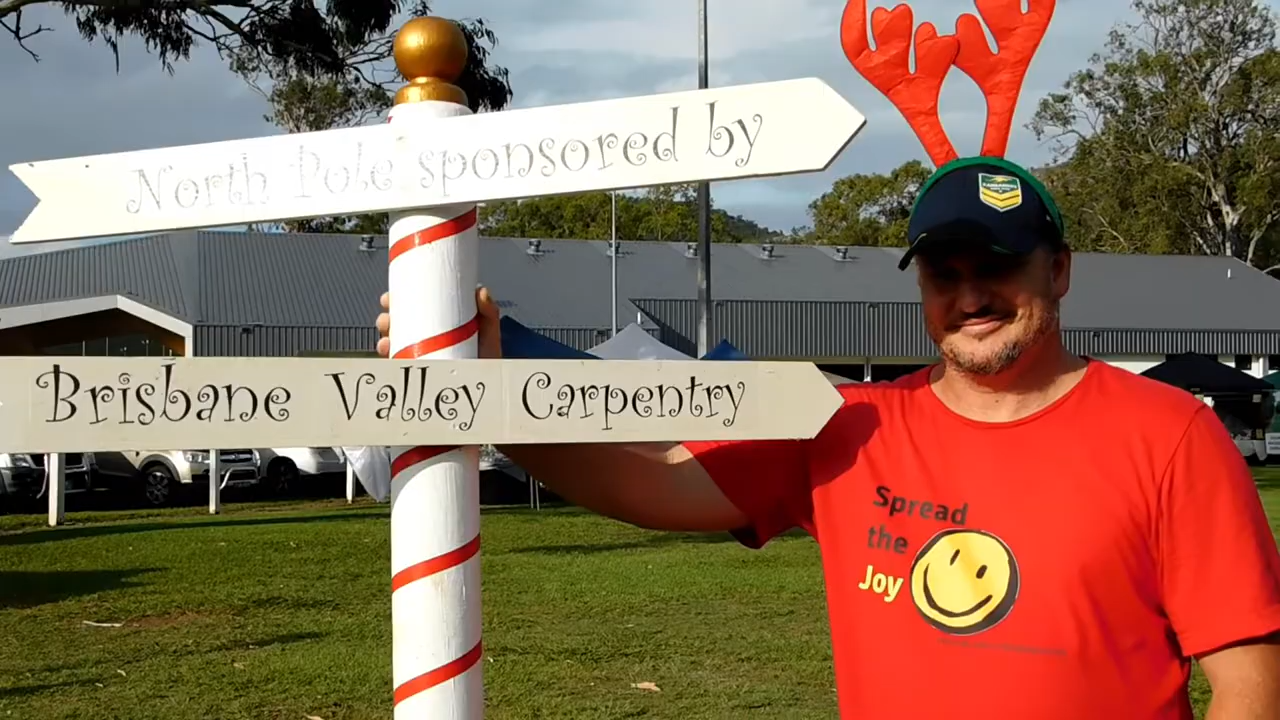 North Pole sponsored by
Brisbane Valley Carpentry
Spread
the
Joy